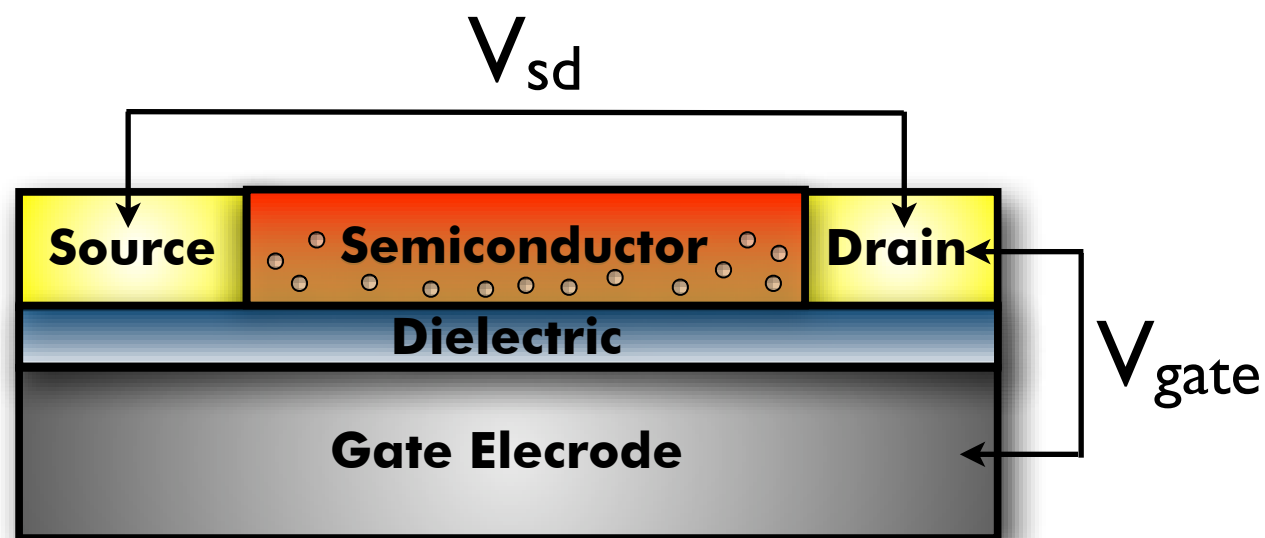 Vsd
Source
Semiconductor
Drain
Dielectric
Vgate
Gate Elecrode